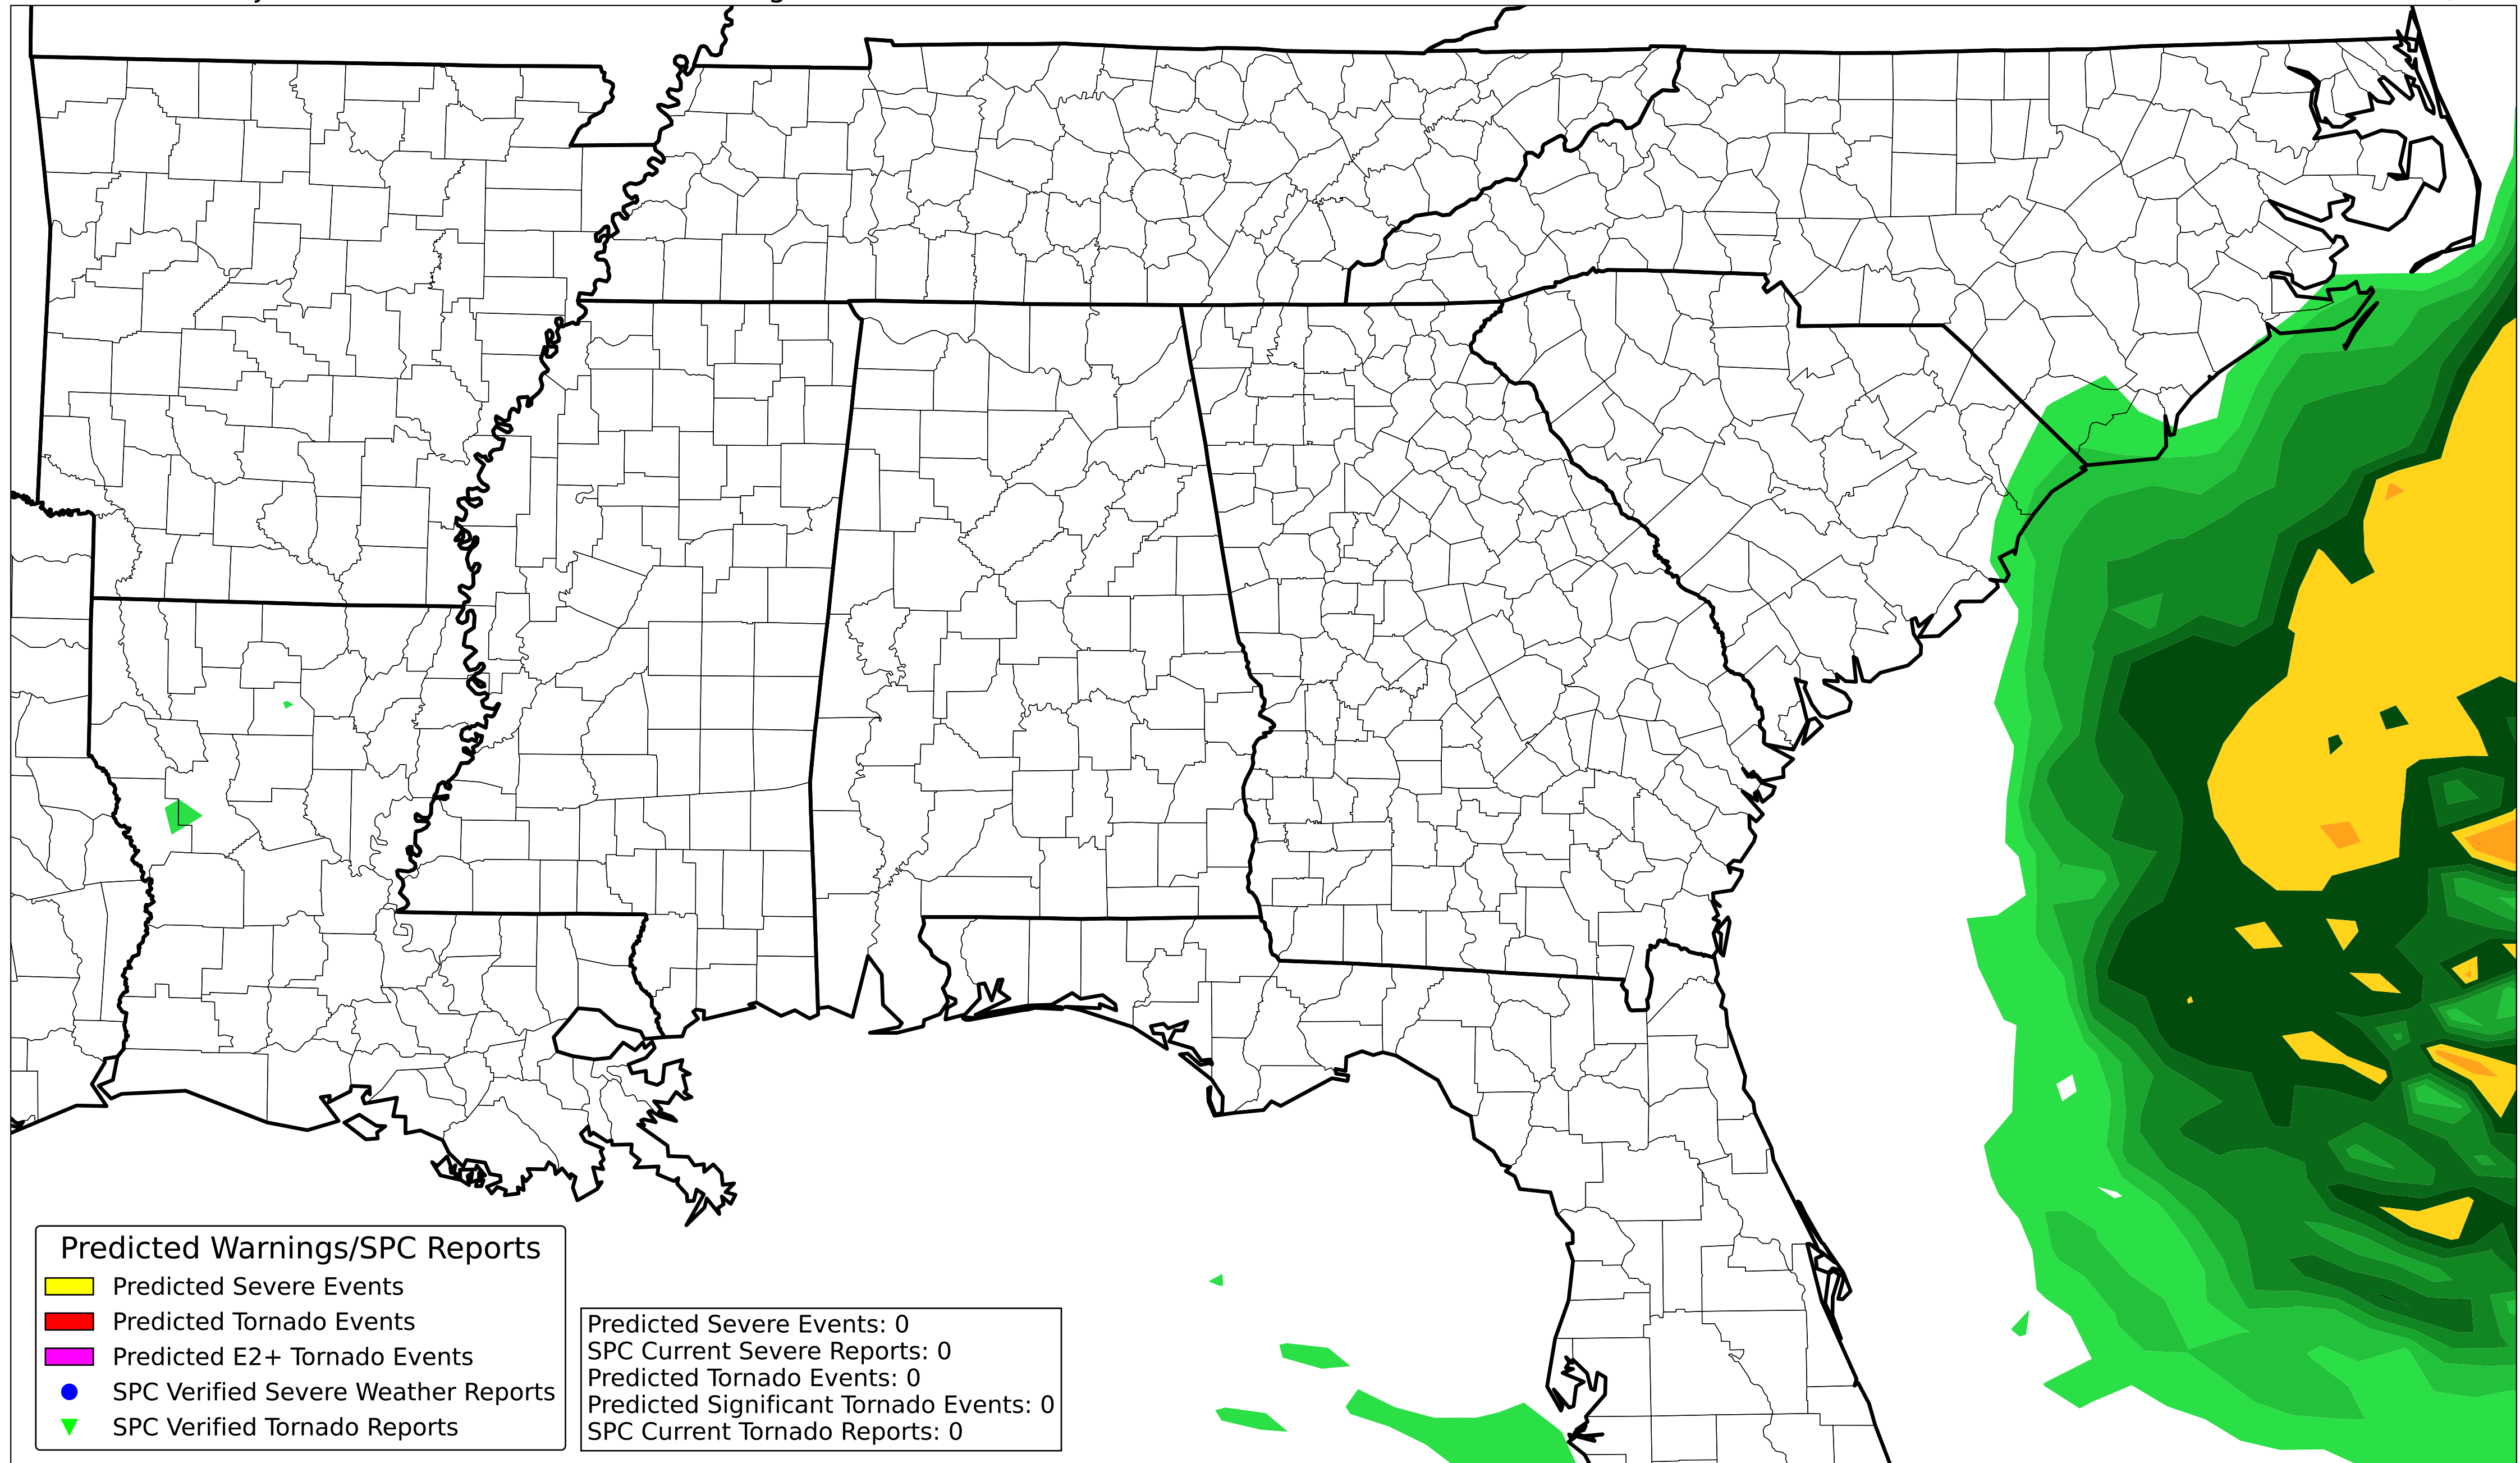 Predicted Warnings/SPC Reports
Predicted Severe Events
Predicted Tornado Events
Predicted E2+ Tornado Events
SPC Verified Severe Weather Reports
SPC Verified Tornado Reports
Predicted Severe Events: 0
SPC Current Severe Reports: 0
Predicted Tornado Events: 0
Predicted Significant Tornado Events: 0
SPC Current Tornado Reports: 0